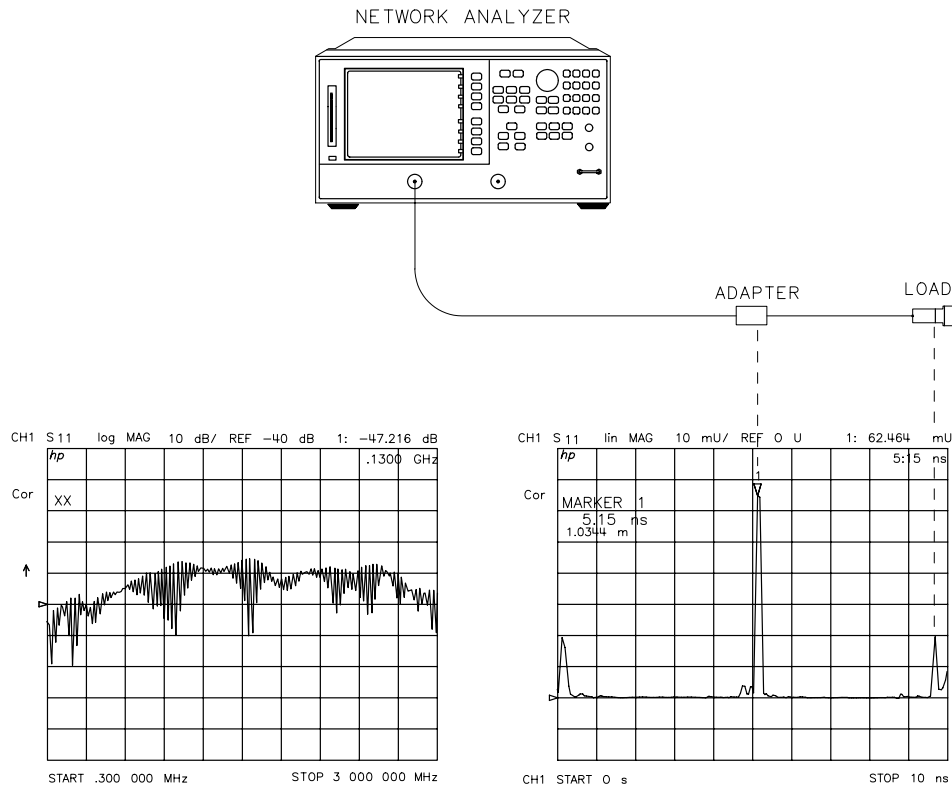 NETWORK ANALYZER
ADAPTER
LOAD
CH1 S 11 log MAG 10 dB/ REF -40 dB 1: -47.216 dB
hp
.1300 GHz
Cor
XX
START .300 000 MHz STOP 3 000 000 MHz
CH1 S 11 lin MAG 10 mU/ REF 0 U 1: 62.464 mU
hp
5:15 ns
1
Cor
MARKER 1
5.15 ns
1.0344 m
CH1 START 0 s STOP 10 ns